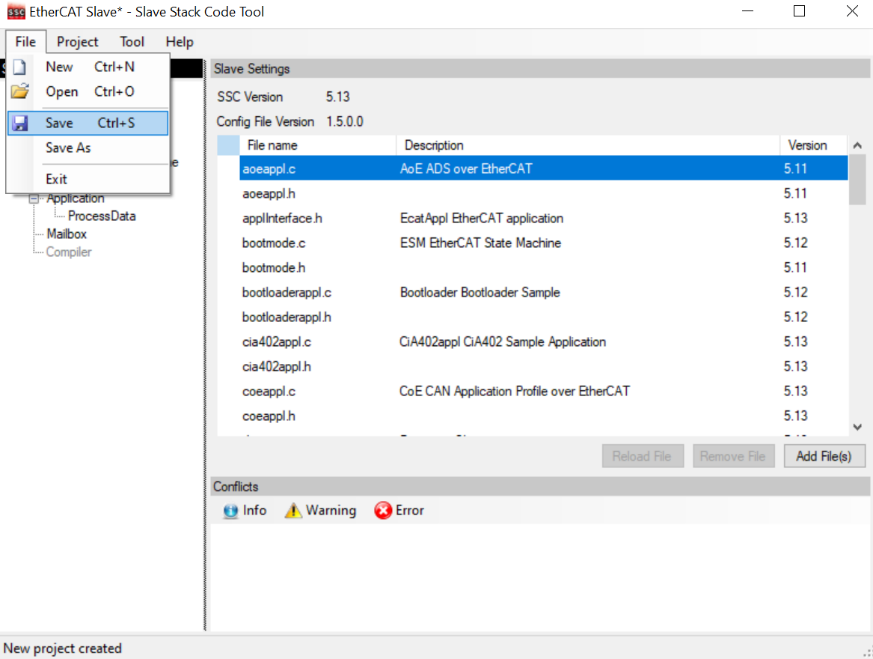 SSC EtherCAT Slave* - Slave Stack Code Tool
File Project Tool Help
New Ctrl+N
Open Ctrl+O
Save Ctrl+S
Save As
Exit
Application
ProcessData
Mailbox
Compiler
Slave Settings
SSC Version 5.13
Config File Version 1.5.0.0
File name Description Version
aoeappl.c AoE ADS over EtherCAT 5.11
aoeappl.h 5.11
applInterface.h EcatAppl EtherCAT application 5.13
bootmode.c ESM EtherCAT State Machine 5.12
bootmode.h 5.11
bootloaderappl.c Bootloader Bootloader Sample 5.12
bootloaderappl.h 5.12
cia402appl.c CiA402appl CiA402 Sample Application 5.13
cia402appl.h 5.13
coeappl.c CoE CAN Application Profile over EtherCAT 5.13
coeappl.h 5.13
Reload File Remove File Add File(s)
Conflicts
Info Warning Error
New project created